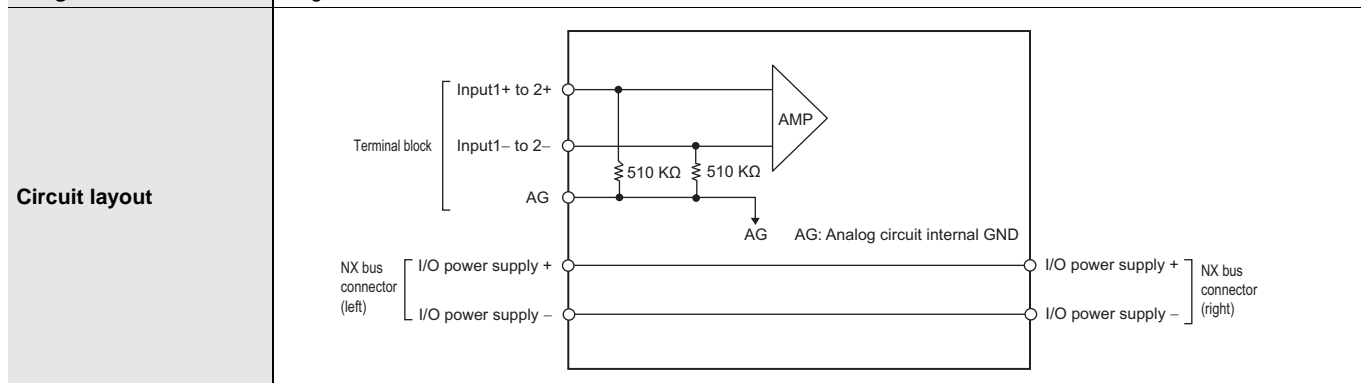 Circuit layout
Terminal block
Input1+ to 2+
Input1− to 2−
AG
AMP
510 KΩ
510 KΩ
AG
AG: Analog circuit internal GND
NX bus
connector
(left)
I/O power supply +
I/O power supply −
I/O power supply +
I/O power supply −
NX bus
connector
(right)